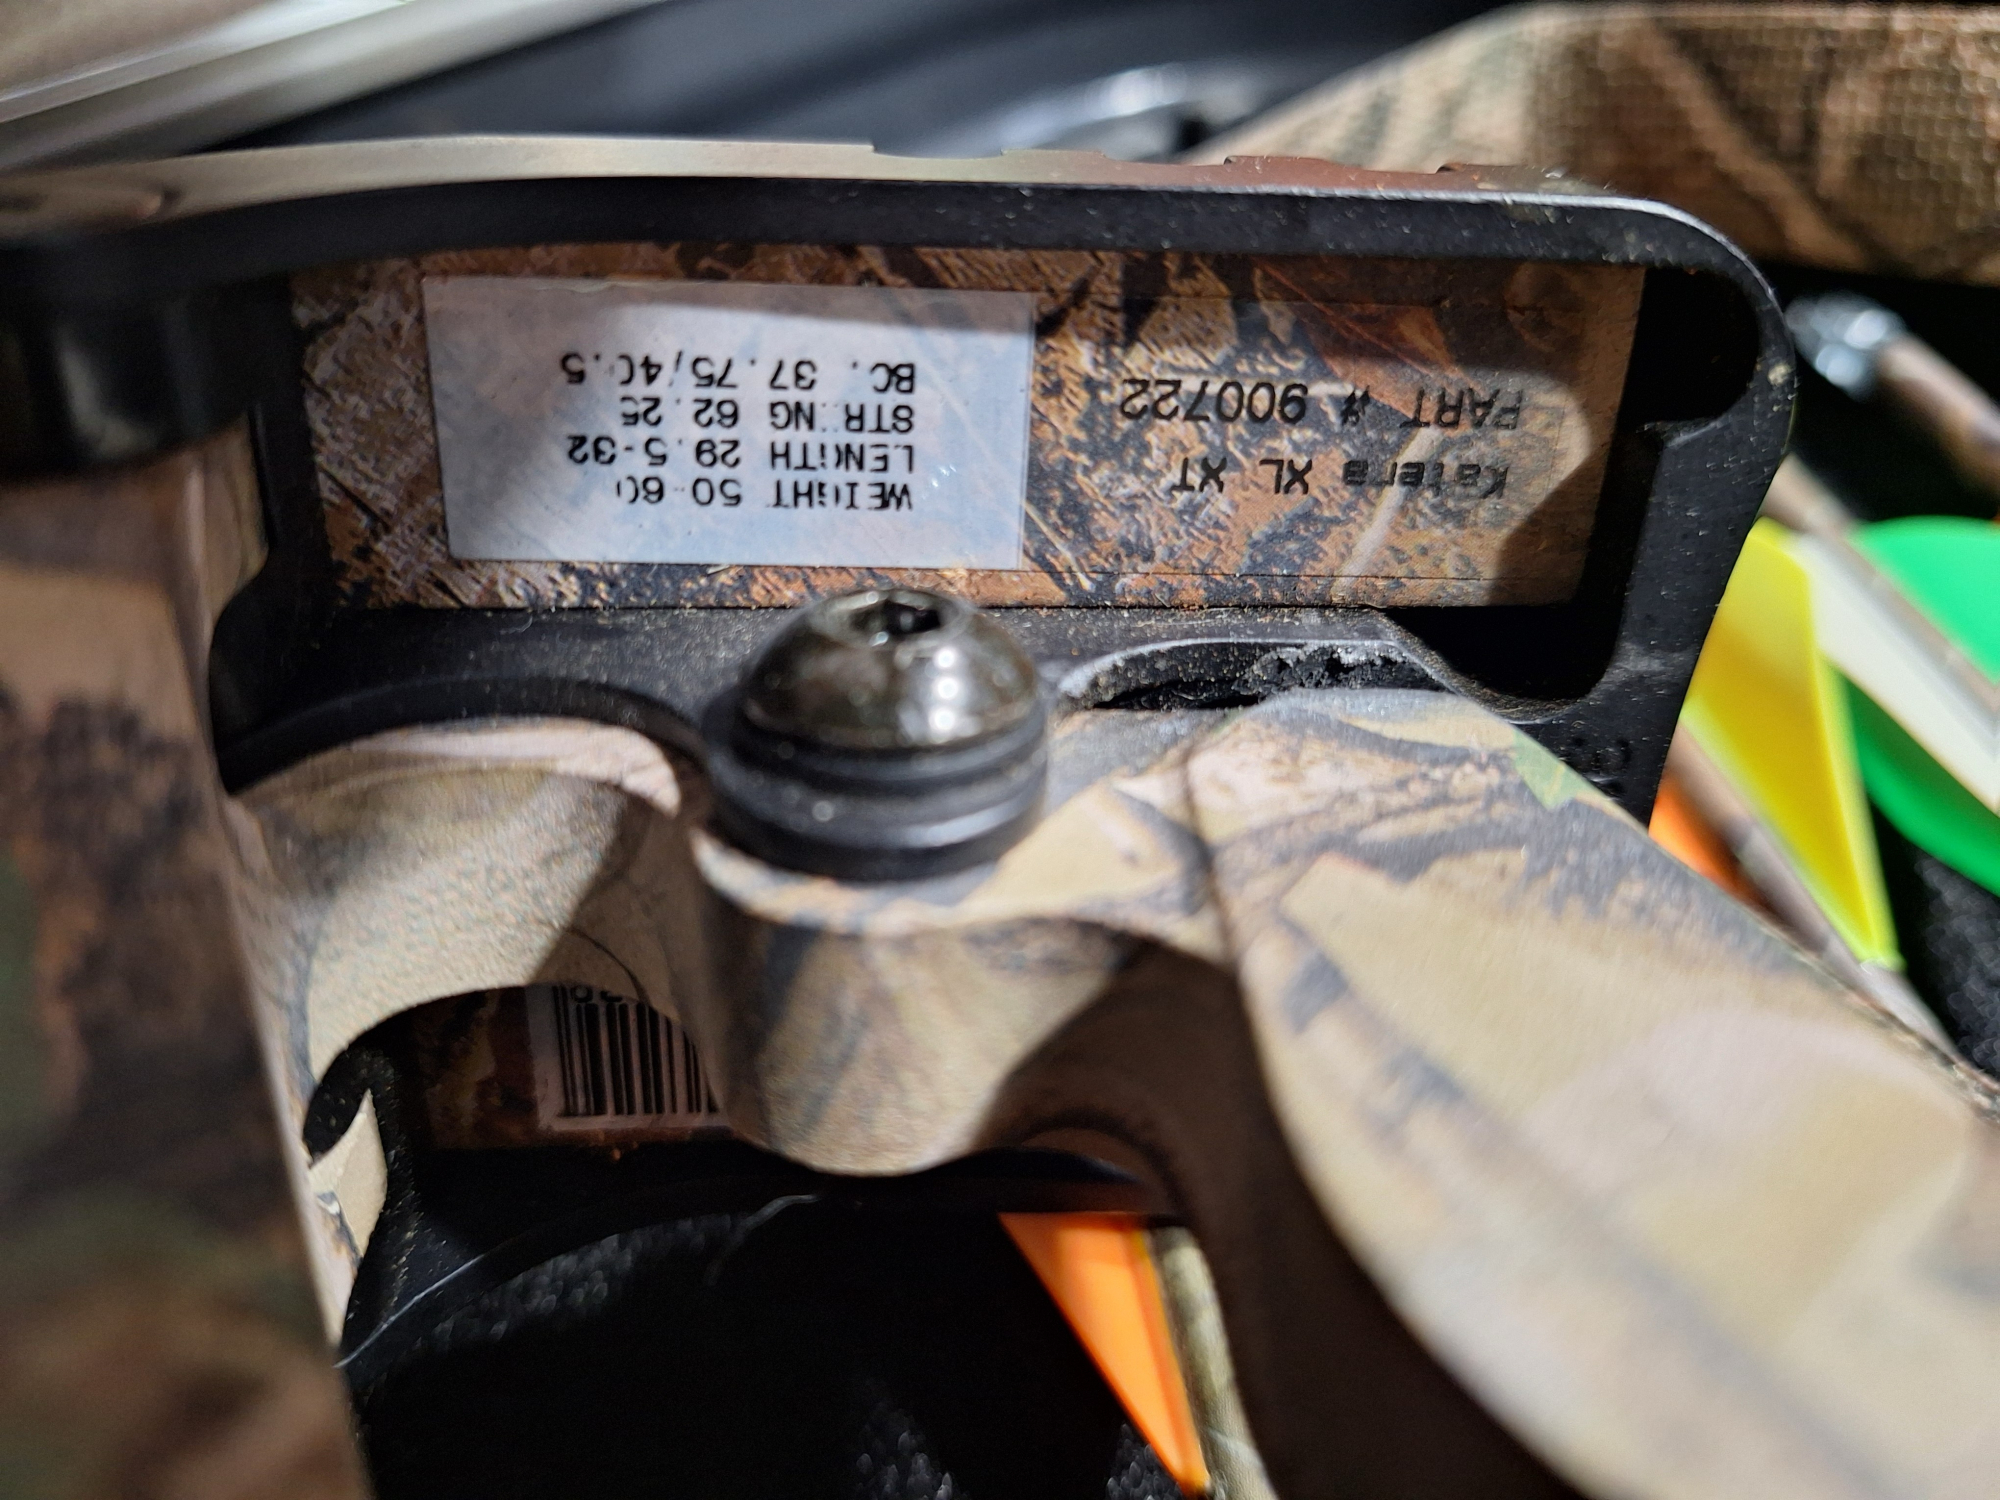 Katera XL XT
PART # 900722
WEIGHT 50-60
LENGTH 29.5-32
STRING 62.25
BC. 37.75/40.5